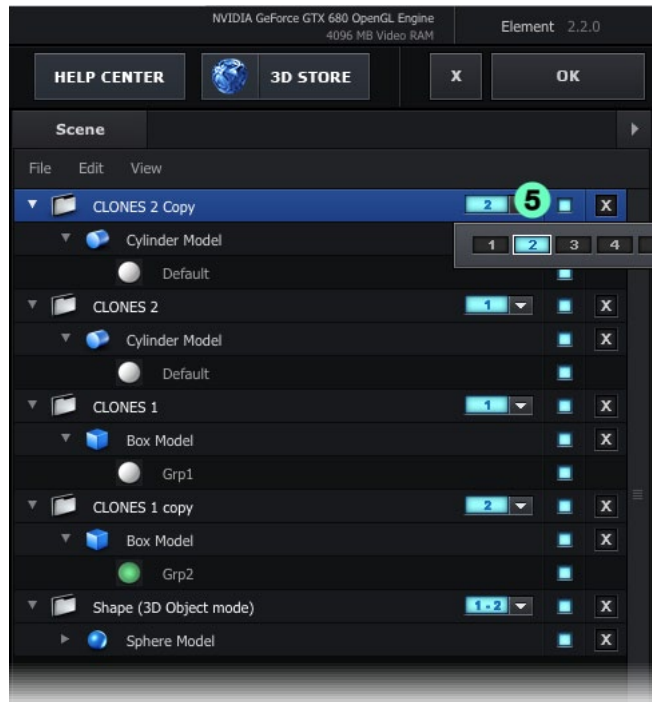 NVIDIA GeForce GTX 680 OpenGL Engine
4096 MB Video RAM
Element 2.2.0
HELP CENTER
3D STORE
X
OK
Scene
File Edit View
CLONES 2 Copy 2 5 X
Cylinder Model 1 2 3 4
Default
CLONES 2 1 X
Cylinder Model X
Default
CLONES 1 1 X
Box Model X
Grp1
CLONES 1 copy 2 X
Box Model X
Grp2
Shape (3D Object mode) 1 - 2 X
Sphere Model X